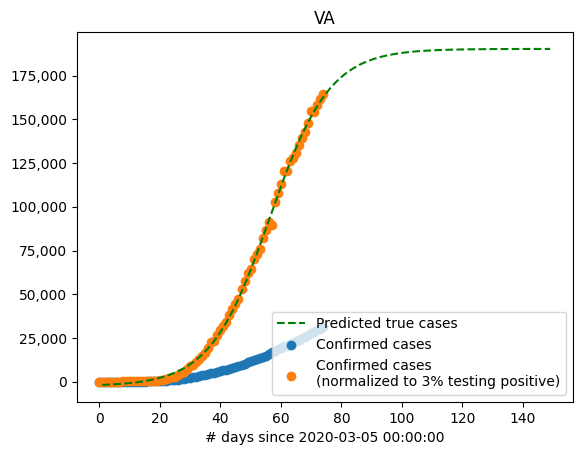 VA
175,000
150,000
125,000
100,000
75,000
50,000
25,000
0
Predicted true cases
Confirmed cases
Confirmed cases
(normalized to 3% testing positive)
0 20 40 60 80 100 120 140
# days since 2020-03-05 00:00:00